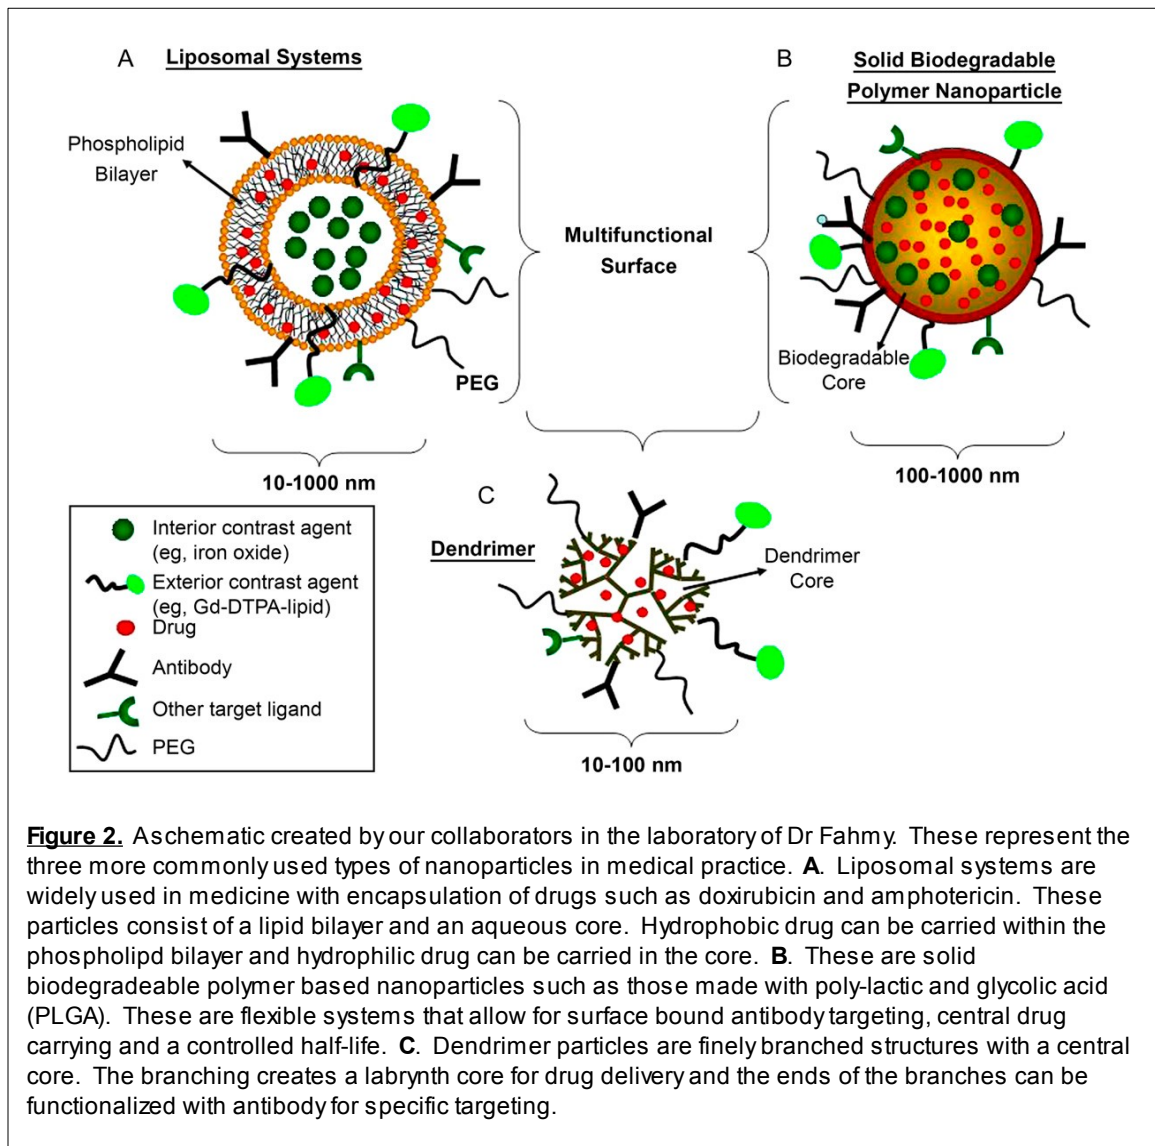 A
Liposomal Systems
Phospholipid
Bilayer
PEG
10-1000 nm
Multifunctional
Surface
B
Solid Biodegradable
Polymer Nanoparticle
Biodegradable
Core
100-1000 nm
C
Dendrimer
Dendrimer
Core
10-100 nm
Interior contrast agent
(eg, iron oxide)
Exterior contrast agent
(eg, Gd-DTPA-lipid)
Drug
Antibody
Other target ligand
PEG
Figure 2. A schematic created by our collaborators in the laboratory of Dr Fahmy. These represent the
three more commonly used types of nanoparticles in medical practice. A. Liposomal systems are
widely used in medicine with encapsulation of drugs such as doxirubicin and amphotericin. These
particles consist of a lipid bilayer and an aqueous core. Hydrophobic drug can be carried within the
phospholipd bilayer and hydrophilic drug can be carried in the core. B. These are solid
biodegradeable polymer based nanoparticles such as those made with poly-lactic and glycolic acid
(PLGA). These are flexible systems that allow for surface bound antibody targeting, central drug
carrying and a controlled half-life. C. Dendrimer particles are finely branched structures with a central
core. The branching creates a labrynth core for drug delivery and the ends of the branches can be
functionalized with antibody for specific targeting.